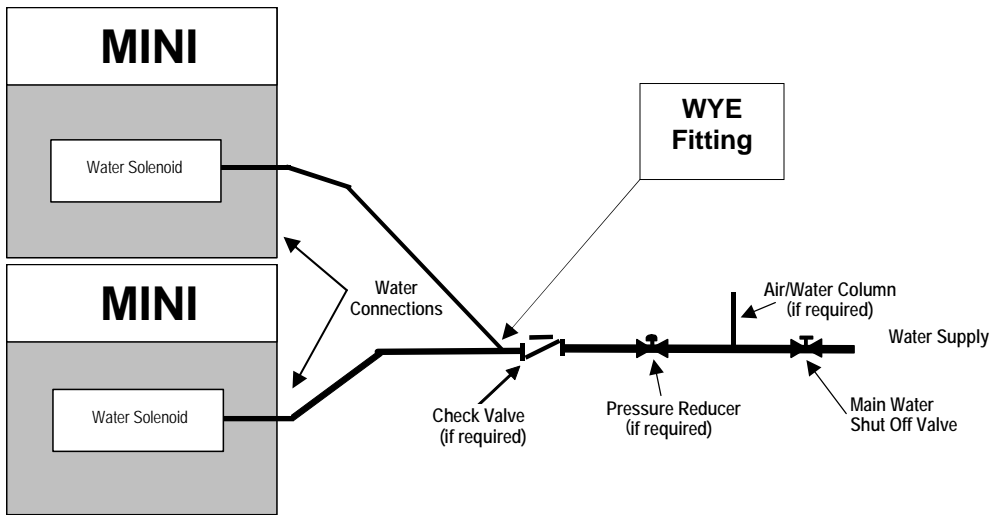 MINI
Water Solenoid
WYE
Fitting
MINI
Water Solenoid
Water
Connections
Check Valve
(if required)
Pressure Reducer
(if required)
Air/Water Column
(if required)
Water Supply
Main Water
Shut Off Valve